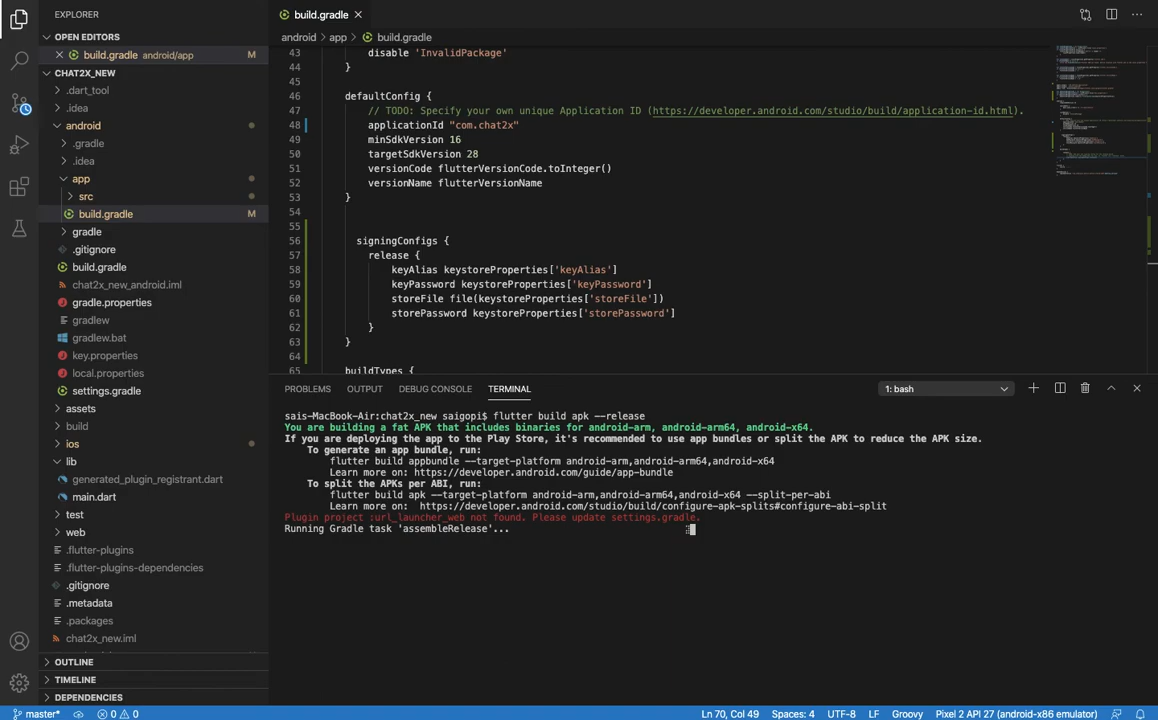 EXPLORER
OPEN EDITORS
build.gradle android/app M
CHAT2X_NEW
.dart_tool
.idea
android
.gradle
.idea
app
src
build.gradle M
gradle
.gitignore
build.gradle
chat2x_new_android.iml
gradle.properties
gradlew
gradlew.bat
key.properties
local.properties
settings.gradle
assets
build
ios
lib
generated_plugin_registrant.dart
main.dart
test
web
.flutter-plugins
.flutter-plugins-dependencies
.gitignore
.metadata
.packages
chat2x_new.iml
OUTLINE
TIMELINE
DEPENDENCIES
build.gradle
android > app > build.gradle
43 disable 'InvalidPackage'
44 }
45
46 defaultConfig {
47 // TODO: Specify your own unique Application ID (https://developer.android.com/studio/build/application-id.html).
48 applicationId "com.chat2x"
49 minSdkVersion 16
50 targetSdkVersion 28
51 versionCode flutterVersionCode.toInteger()
52 versionName flutterVersionName
53 }
54
55
56 signingConfigs {
57 release {
58 keyAlias keystoreProperties['keyAlias']
59 keyPassword keystoreProperties['keyPassword']
60 storeFile file(keystoreProperties['storeFile'])
61 storePassword keystoreProperties['storePassword']
62 }
63 }
64
65 buildTypes {
PROBLEMS OUTPUT DEBUG CONSOLE TERMINAL 1: bash
sais-MacBook-Air:chat2x_new saigopi$ flutter build apk --release
You are building a fat APK that includes binaries for android-arm, android-arm64, android-x64.
If you are deploying the app to the Play Store, it's recommended to use app bundles or split the APK to reduce the APK size.
To generate an app bundle, run:
flutter build appbundle --target-platform android-arm,android-arm64,android-x64
Learn more on: https://developer.android.com/guide/app-bundle
To split the APKs per ABI, run:
flutter build apk --target-platform android-arm,android-arm64,android-x64 --split-per-abi
Learn more on:  https://developer.android.com/studio/build/configure-apk-splits#configure-abi-split
Plugin project :url_launcher_web not found. Please update settings.gradle.
Running Gradle task 'assembleRelease'...
master* 0 0 Ln 70, Col 49 Spaces: 4 UTF-8 LF Groovy Pixel 2 API 27 (android-x86 emulator)